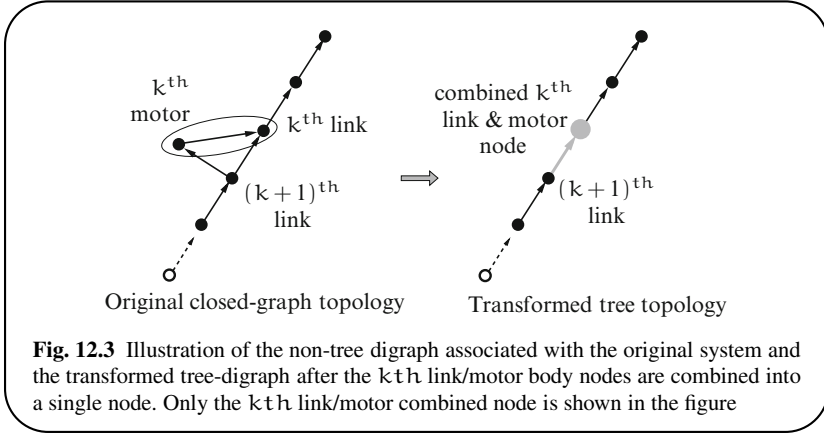 kth
motor
kth link
(k + 1)th
link
Original closed-graph topology
combined kth
link & motor
node
(k + 1)th
link
Transformed tree topology
Fig. 12.3 Illustration of the non-tree digraph associated with the original system and
the transformed tree-digraph after the kth link/motor body nodes are combined into
a single node. Only the kth link/motor combined node is shown in the figure